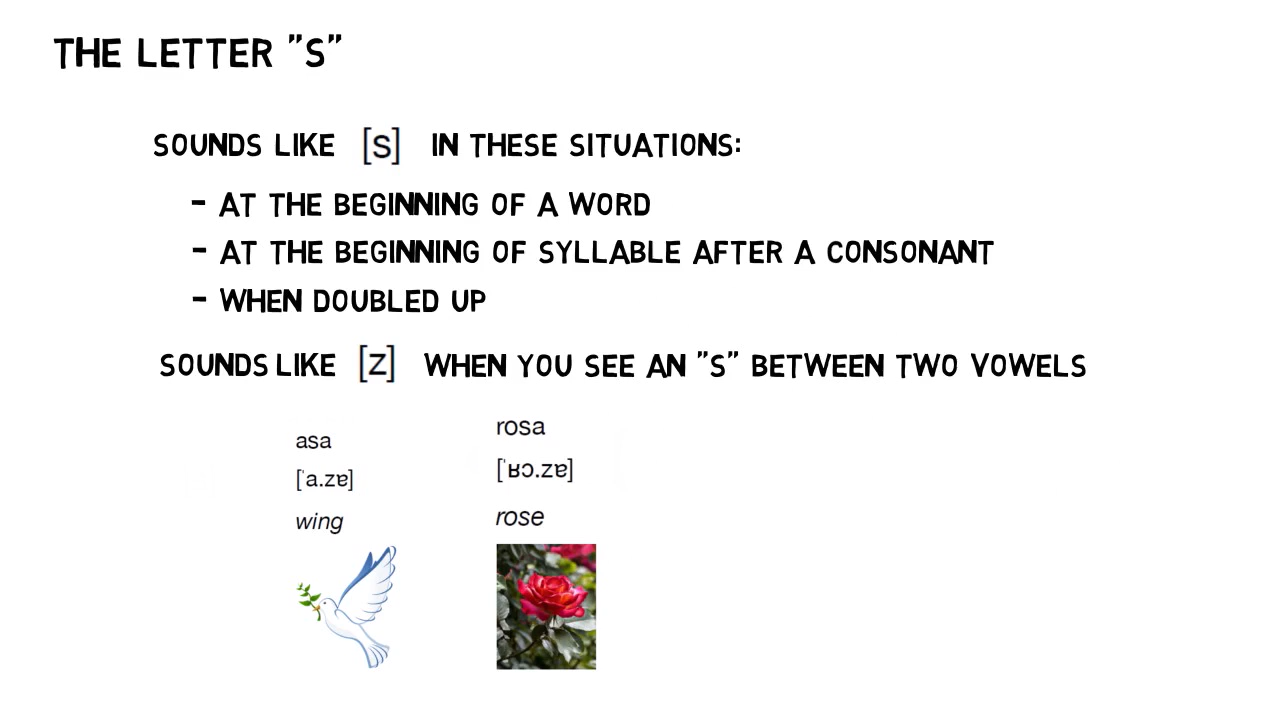 THE LETTER "S"
SOUNDS LIKE [s] IN THESE SITUATIONS:
- AT THE BEGINNING OF A WORD
- AT THE BEGINNING OF SYLLABLE AFTER A CONSONANT
- WHEN DOUBLED UP
SOUNDS LIKE [z] WHEN YOU SEE AN "S" BETWEEN TWO VOWELS
asa
[ˈa.zɐ]
wing
rosa
[ˈʁɔ.zɐ]
rose